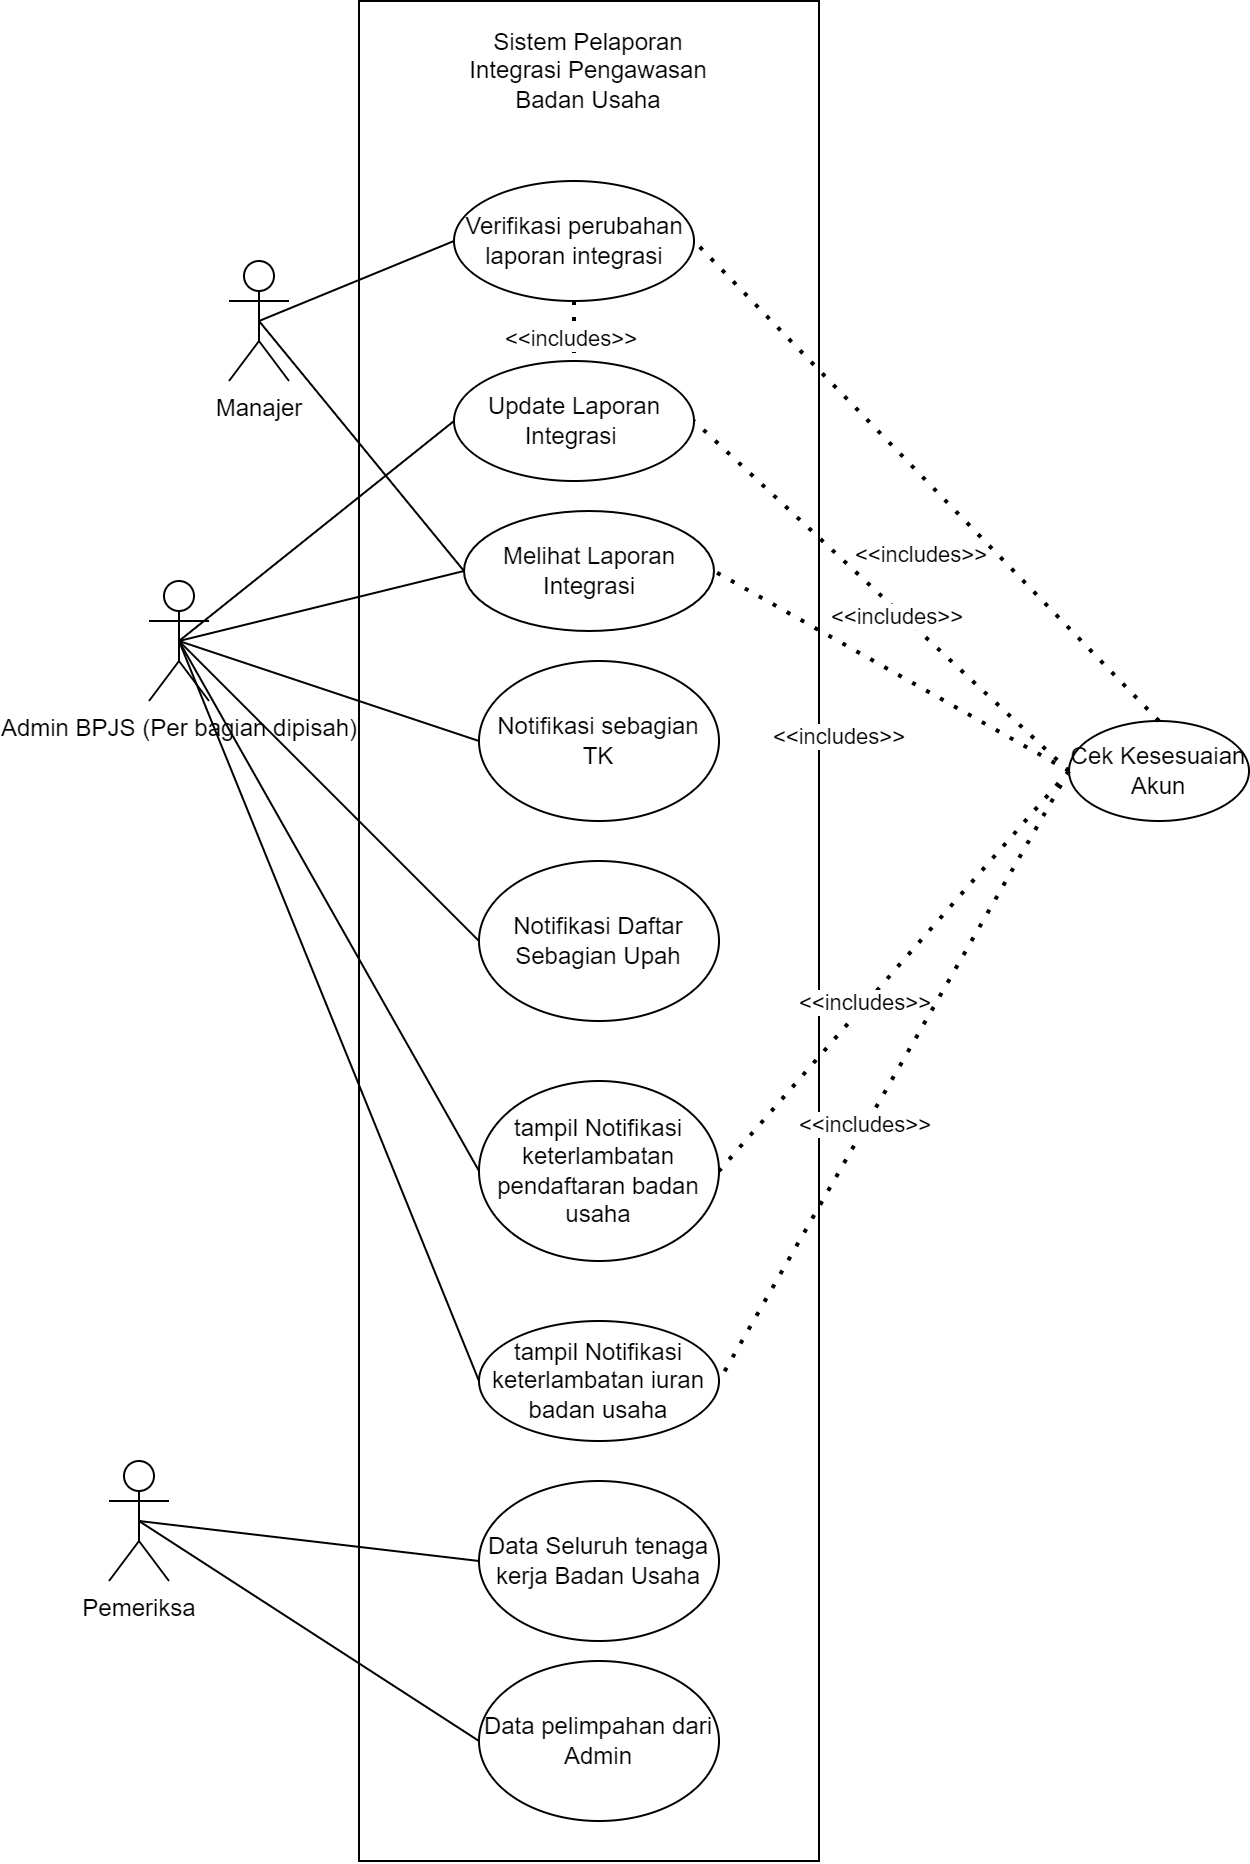 Sistem Pelaporan
Integrasi Pengawasan
Badan Usaha
Verifikasi perubahan
laporan integrasi
<<includes>>
Manajer
Update Laporan
Integrasi
Melihat Laporan
Integrasi
<<includes>>
<<includes>>
Admin BPJS (Per bagian dipisah)
Notifikasi sebagian
TK
<<includes>>
Cek Kesesuaian
Akun
Notifikasi Daftar
Sebagian Upah
<<includes>>
tampil Notifikasi
keterlambatan
pendaftaran badan
usaha
<<includes>>
tampil Notifikasi
keterlambatan iuran
badan usaha
Pemeriksa
Data Seluruh tenaga
kerja Badan Usaha
Data pelimpahan dari
Admin